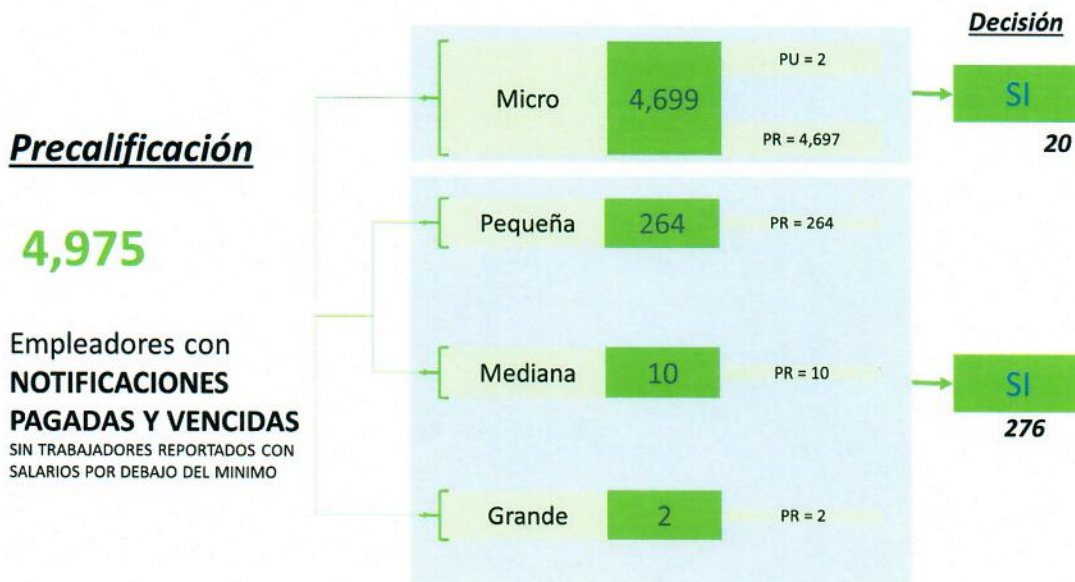 Decisión
Micro
4,699
PU = 2
PR = 4,697
SI
20
Precalificación
4,975
Empleadores con
NOTIFICACIONES
PAGADAS Y VENCIDAS
SIN TRABAJADORES REPORTADOS CON
SALARIOS POR DEBAJO DEL MINIMO
Pequeña
264
PR = 264
Mediana
10
PR = 10
SI
276
Grande
2
PR = 2